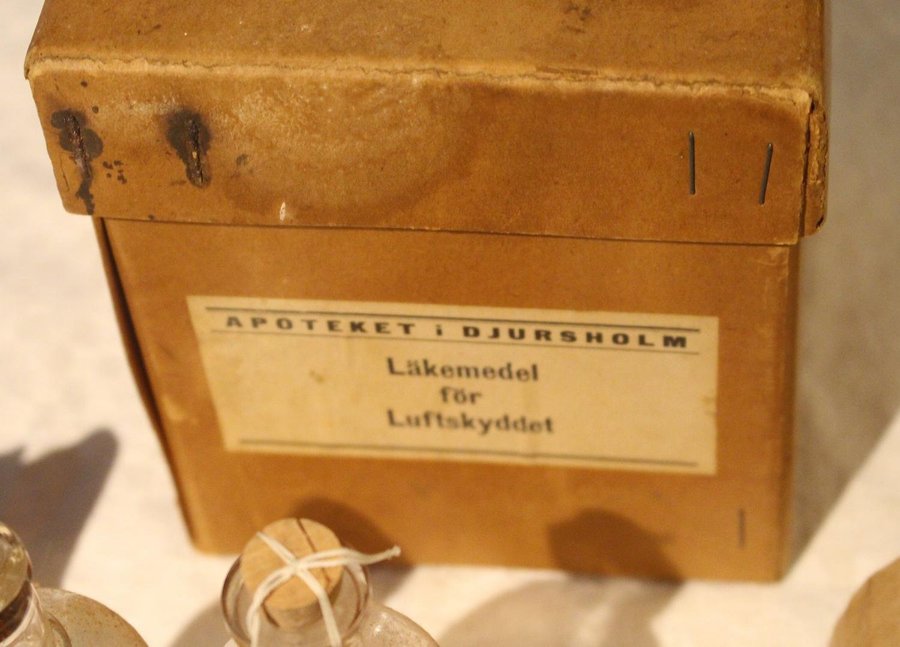 APOTEKET i DJURSHOLM
Läkemedel
för
Luftskyddet